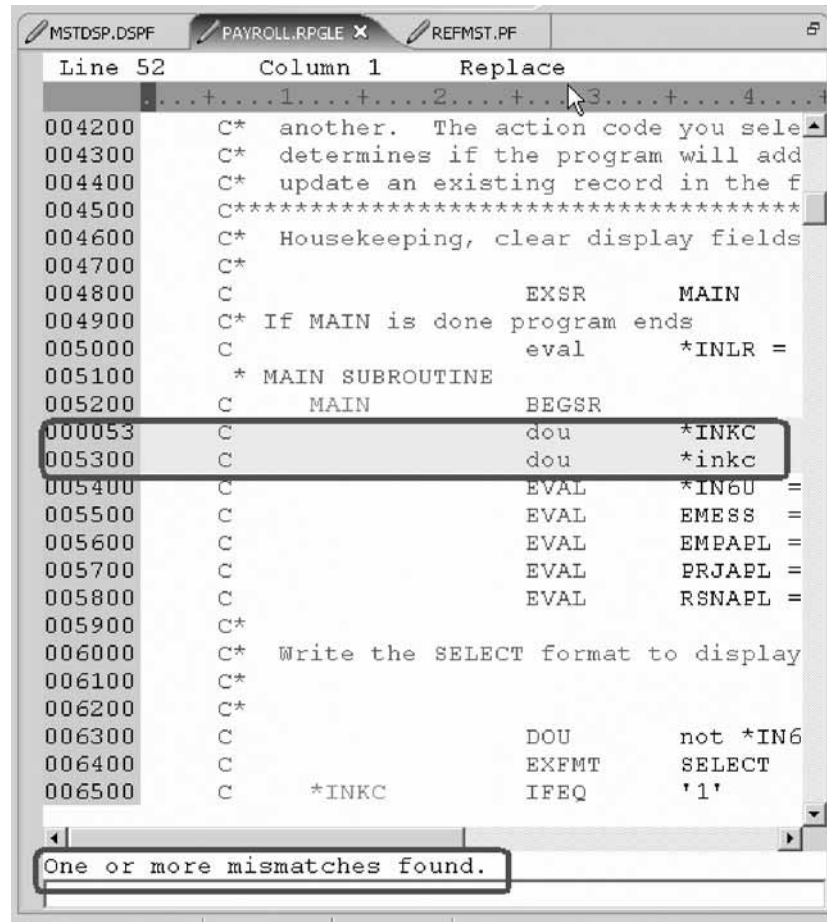 MSTDSP.DSPF PAYROLL.RPGLE X REFMST.PF
Line 52 Column 1 Replace
....+....1....+....2....+....3....+....4....+
004200 C* another. The action code you sele
004300 C* determines if the program will add
004400 C* update an existing record in the f
004500 C**************************************
004600 C* Housekeeping, clear display fields
004700 C*
004800 C EXSR MAIN
004900 C* If MAIN is done program ends
005000 C eval *INLR =
005100 * MAIN SUBROUTINE
005200 C MAIN BEGSR
000053 C dou *INKC
005300 C dou *inkc
005400 C EVAL *IN60 =
005500 C EVAL EMESS =
005600 C EVAL EMPAPL =
005700 C EVAL PRJAPL =
005800 C EVAL RSNAPL =
005900 C*
006000 C* Write the SELECT format to display
006100 C*
006200 C*
006300 C DOU not *IN6
006400 C EXFMT SELECT
006500 C *INKC IFEQ '1'
One or more mismatches found.